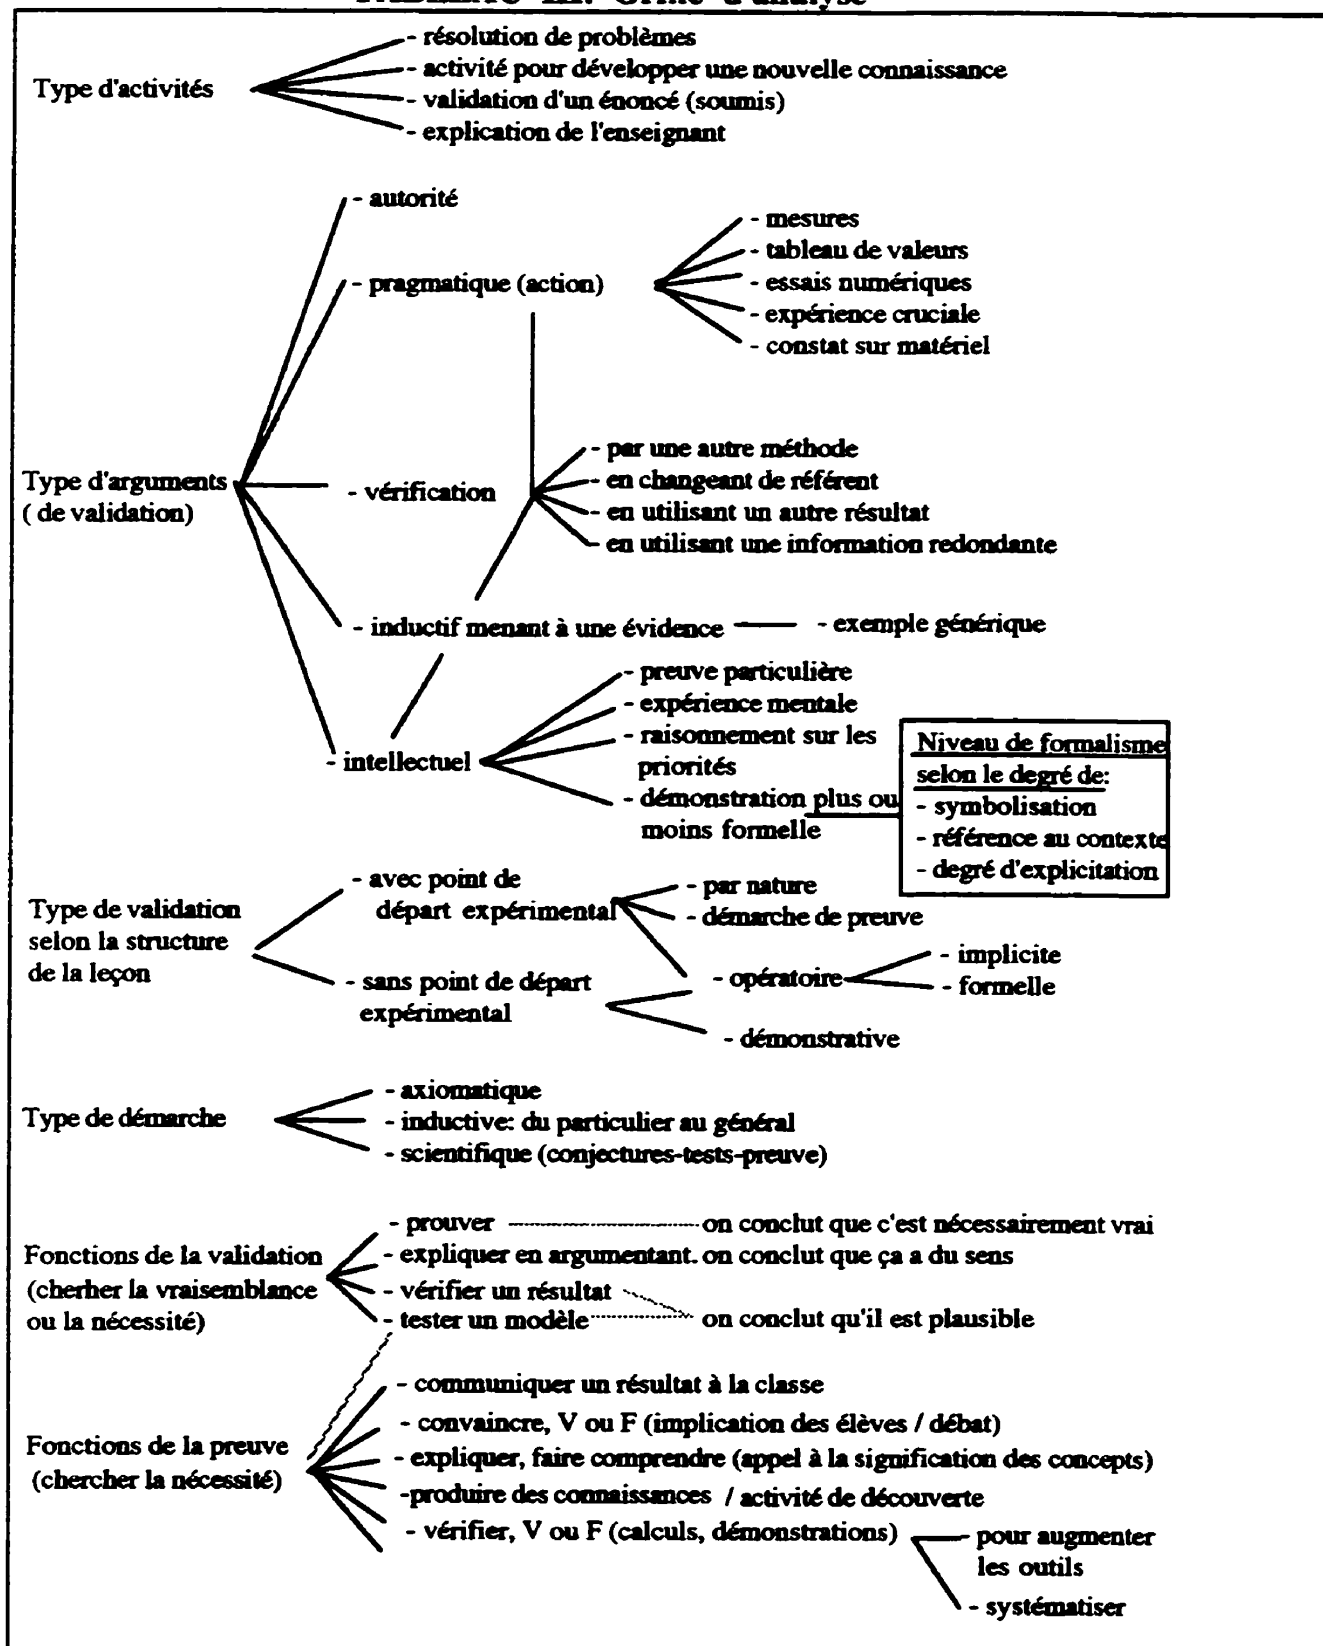 Type d'activités
- résolution de problèmes
- activité pour développer une nouvelle connaissance
- validation d'un énoncé (soumis)
- explication de l'enseignant
Type d'arguments
( de validation)
- autorité
- pragmatique (action)
- mesures
- tableau de valeurs
- essais numériques
- expérience cruciale
- constat sur matériel
- vérification
- par une autre méthode
- en changeant de référent
- en utilisant un autre résultat
- en utilisant une information redondante
- inductif menant à une évidence
- exemple générique
- intellectuel
- preuve particulière
- expérience mentale
- raisonnement sur les
priorités
- démonstration plus ou
moins formelle
Niveau de formalisme
selon le degré de:
- symbolisation
- référence au contexte
- degré d'explicitation
Type de validation
selon la structure
de la leçon
- avec point de
départ expérimental
- par nature
- démarche de preuve
- sans point de départ
expérimental
- opératoire
- implicite
- formelle
- démonstrative
Type de démarche
- axiomatique
- inductive: du particulier au général
- scientifique (conjectures-tests-preuve)
Fonctions de la validation
(cherher la vraisemblance
ou la nécessité)
- prouver
on conclut que c'est nécessairement vrai
- expliquer en argumentant.
on conclut que ça a du sens
- vérifier un résultat
- tester un modèle
on conclut qu'il est plausible
Fonctions de la preuve
(chercher la nécessité)
- communiquer un résultat à la classe
- convaincre, V ou F (implication des élèves / débat)
- expliquer, faire comprendre (appel à la signification des concepts)
-produire des connaissances / activité de découverte
- vérifier, V ou F (calculs, démonstrations)
- pour augmenter
les outils
- systématiser